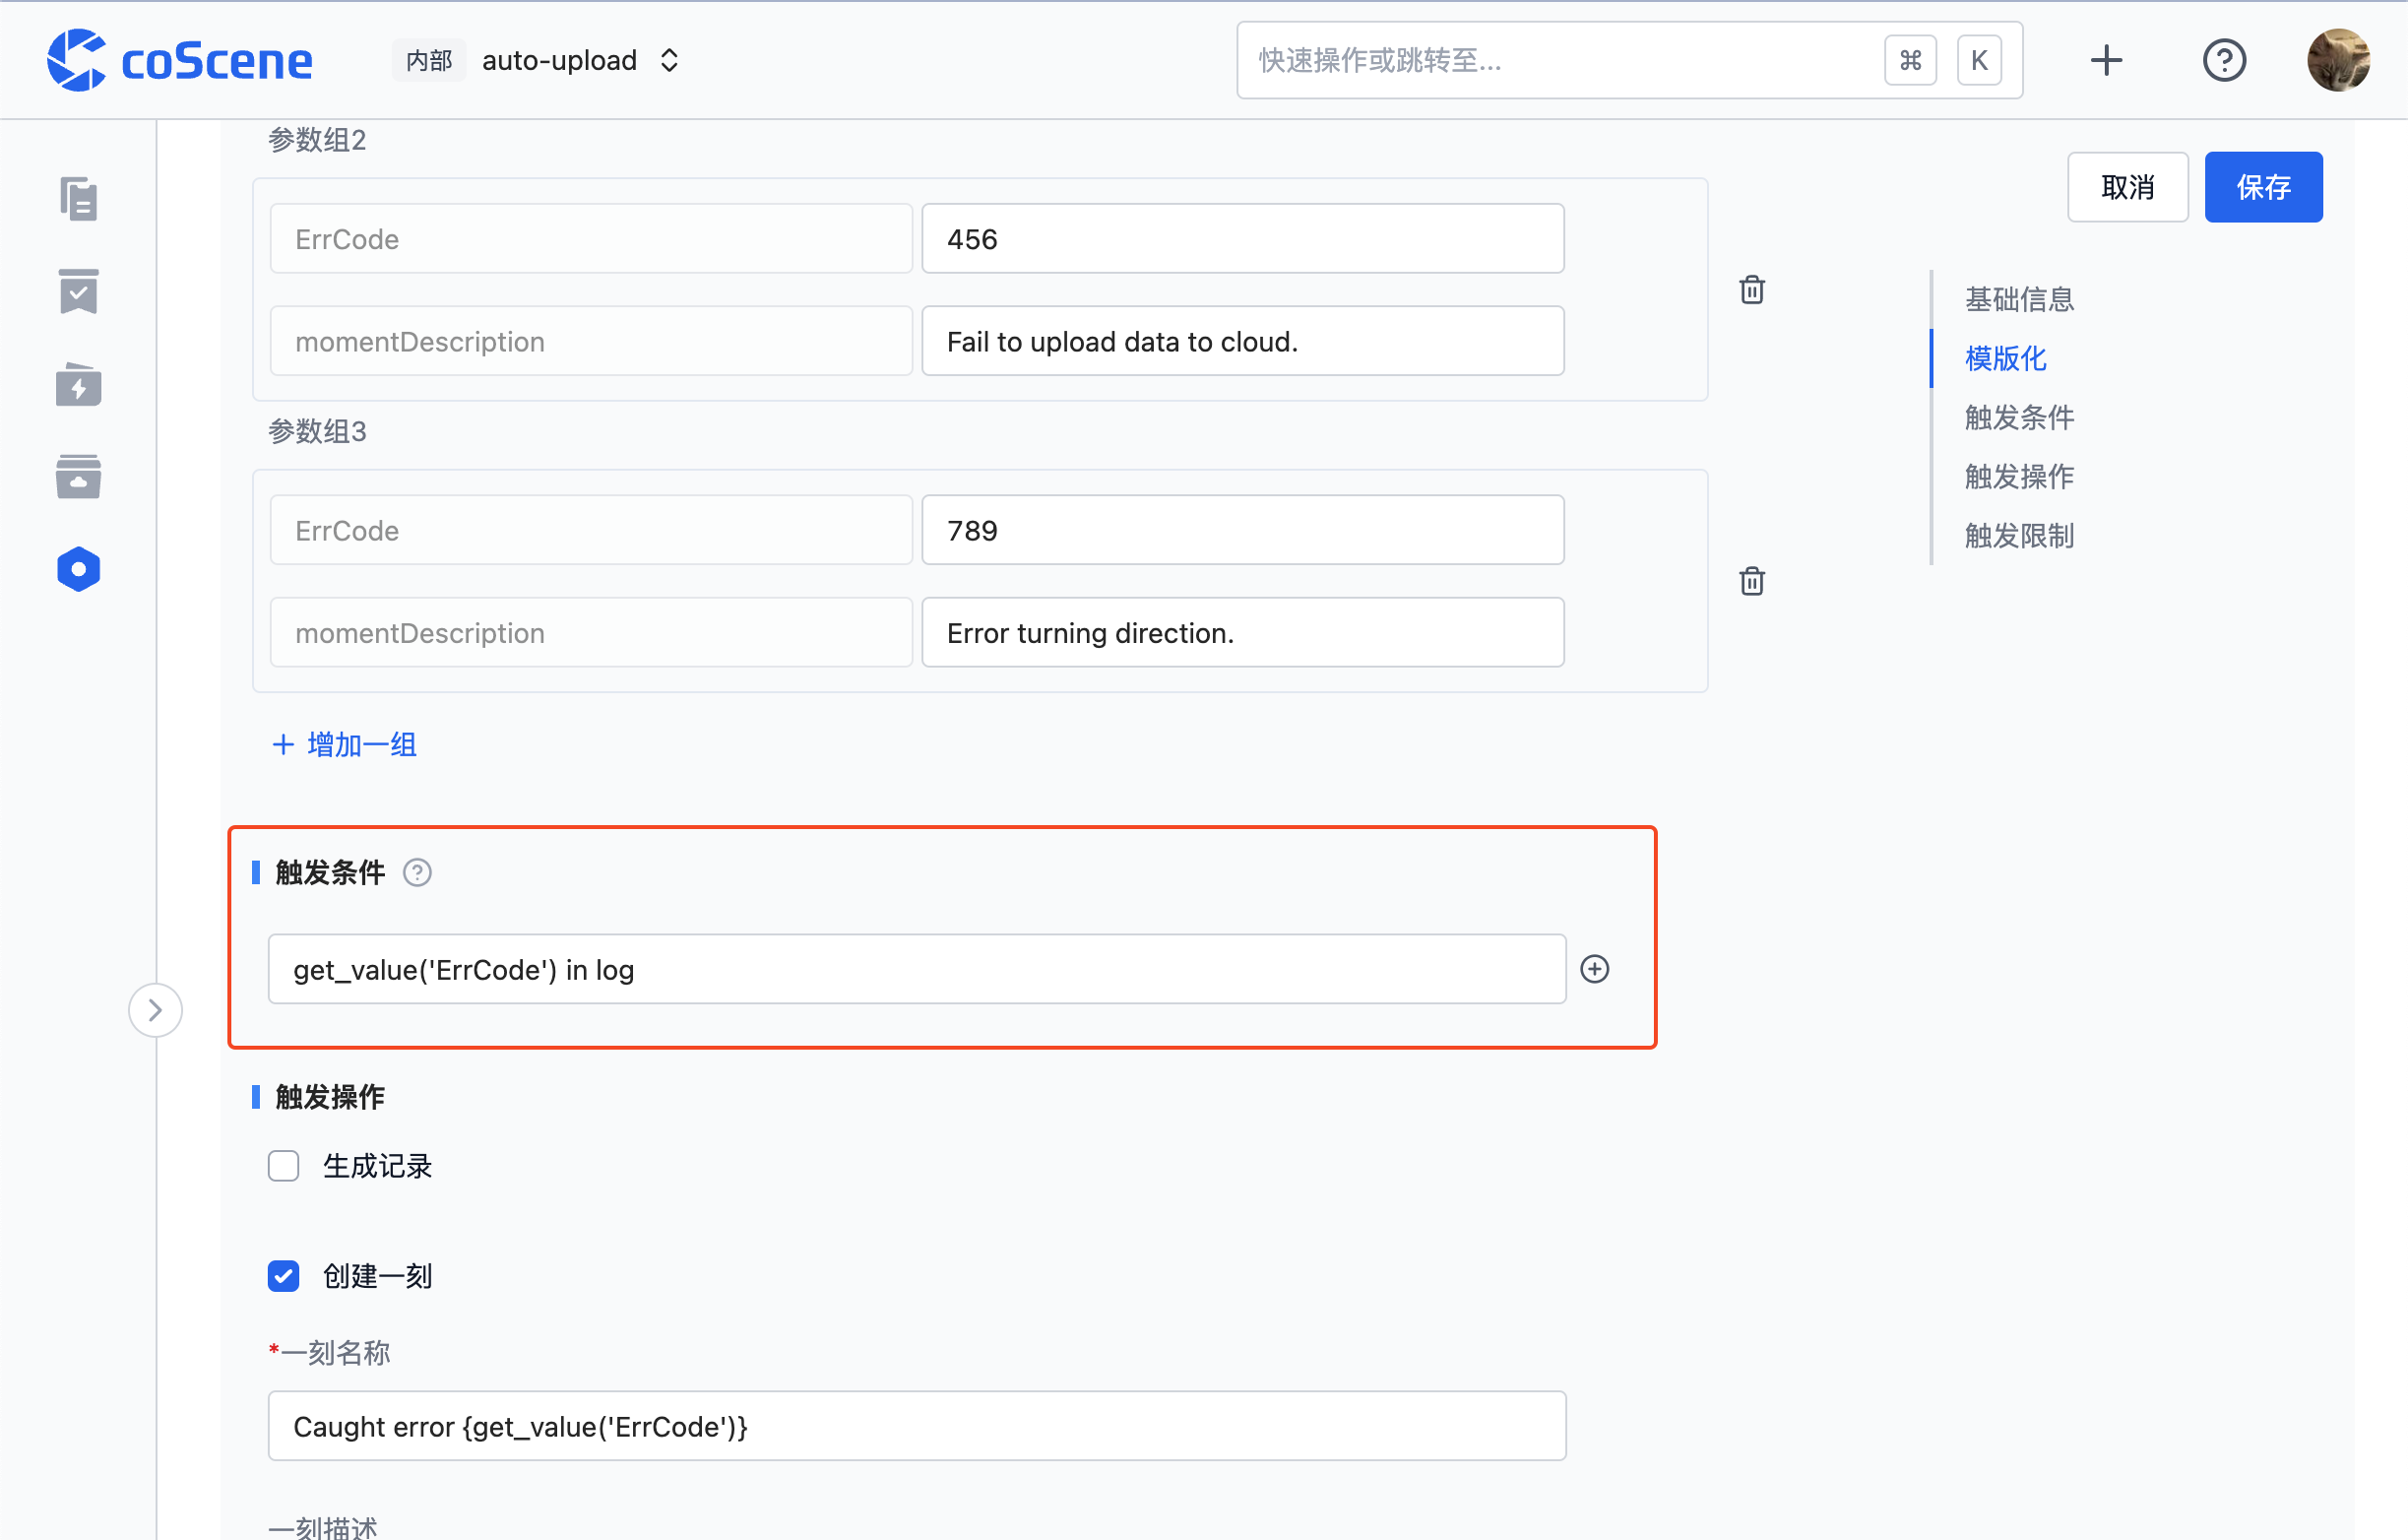 coScene
内部 auto-upload
快速操作或跳转至... ⌘ K
参数组2
取消 保存
ErrCode 456
momentDescription Fail to upload data to cloud.
参数组3
ErrCode 789
momentDescription Error turning direction.
增加一组
基础信息
模版化
触发条件
触发操作
触发限制
触发条件
get_value('ErrCode') in log
触发操作
生成记录
创建一刻
*一刻名称
Caught error {get_value('ErrCode')}
一刻描述